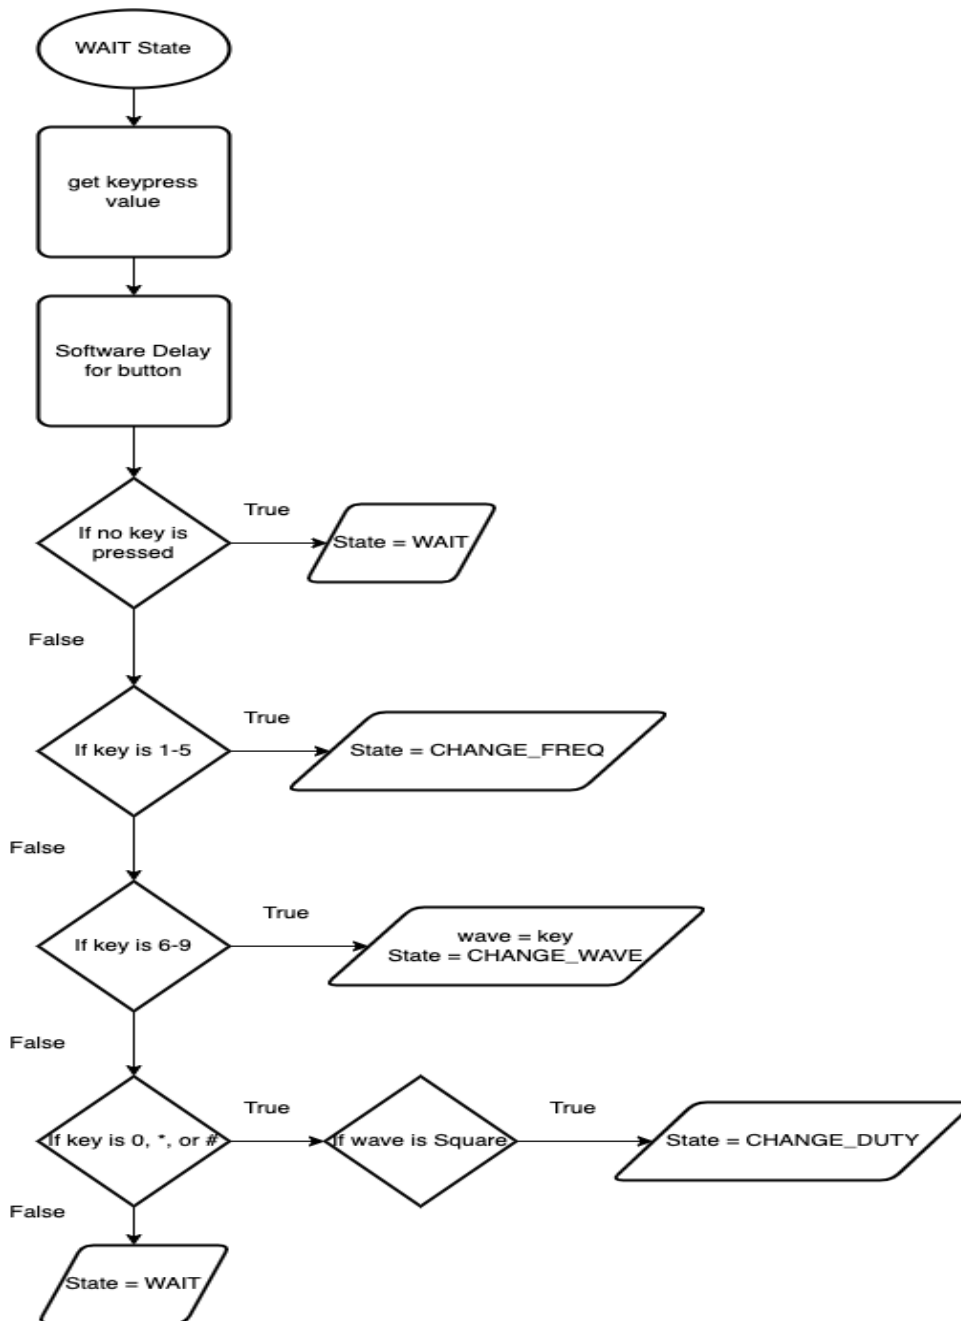 WAIT State
get keypress
value
Software Delay
for button
If no key is
pressed
True
State = WAIT
False
If key is 1-5
True
State = CHANGE_FREQ
False
If key is 6-9
True
wave = key
State = CHANGE_WAVE
False
If key is 0, *, or #
True
If wave is Square
True
State = CHANGE_DUTY
False
State = WAIT